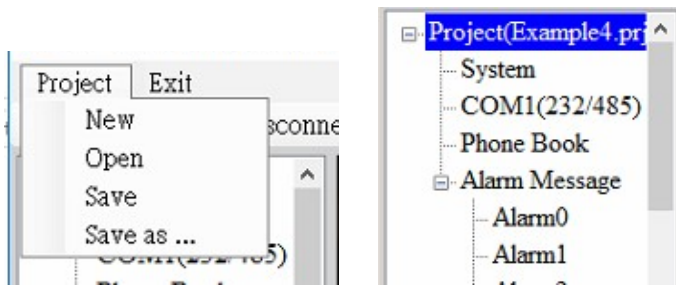 Project Exit
New
Open
Save
Save as ...
Project(Example4.prj
System
COM1(232/485)
Phone Book
Alarm Message
Alarm0
Alarm1